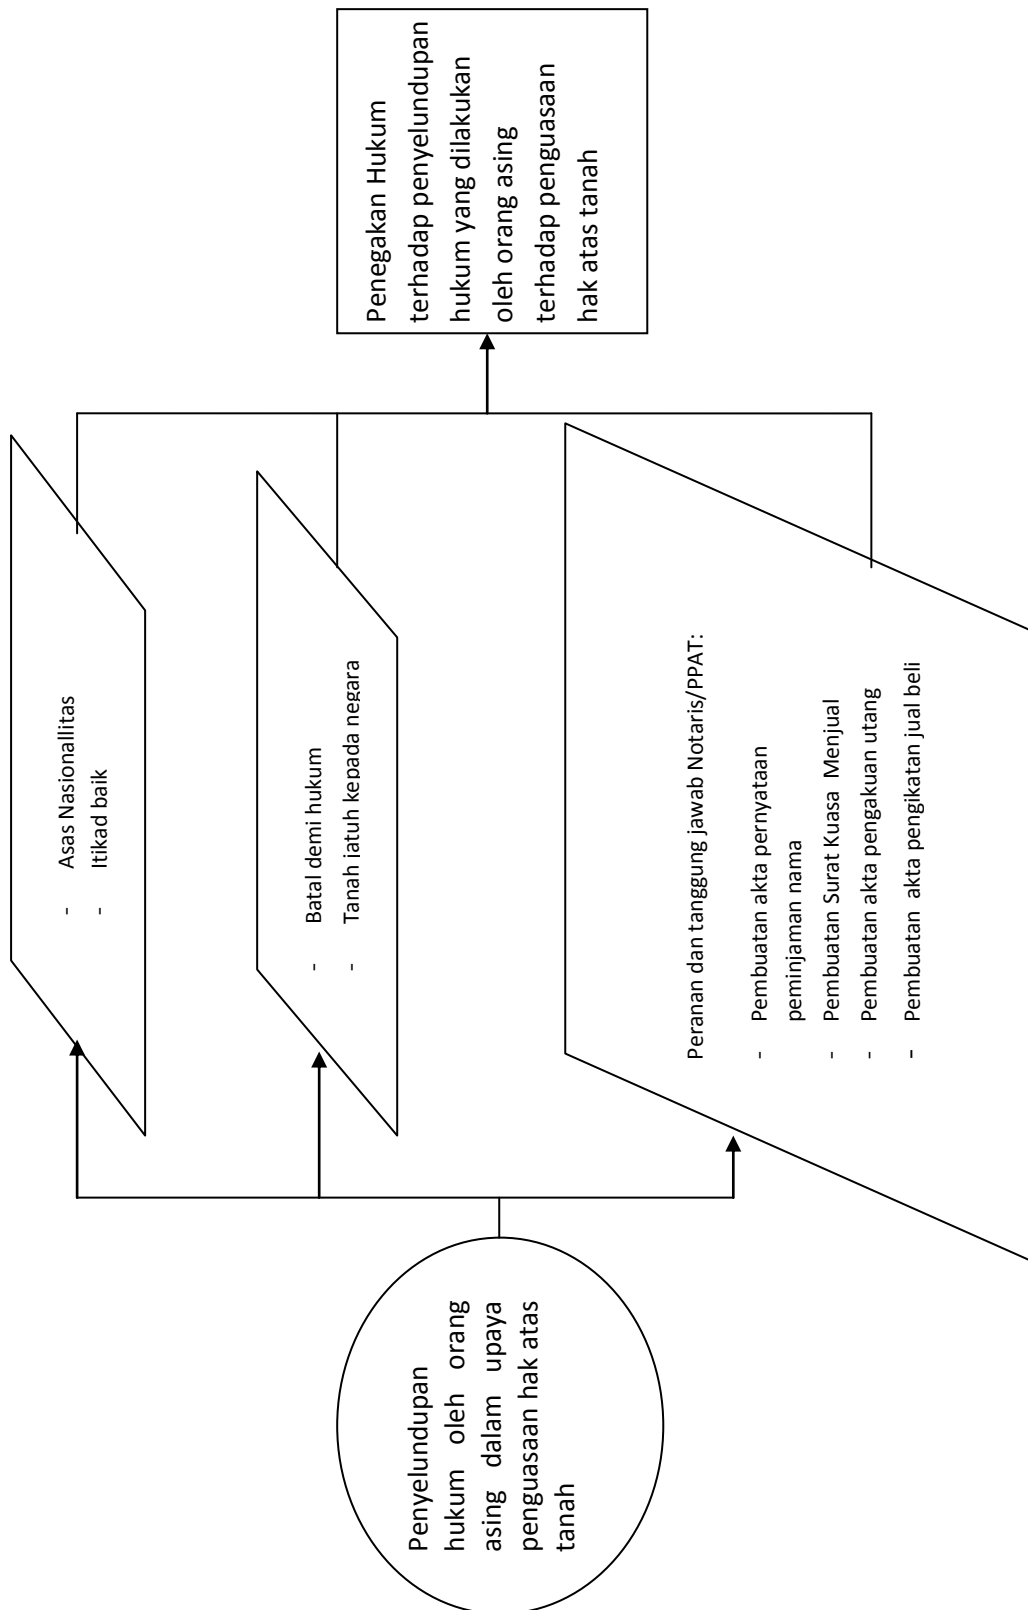 Penyelundupan
hukum oleh orang
asing dalam upaya
penguasaan hak atas
tanah
- Asas Nasionallitas
- Itikad baik
- Batal demi hukum
- Tanah jatuh kepada negara
Peranan dan tanggung jawab Notaris/PPAT:
- Pembuatan akta pernyataan
peminjaman nama
- Pembuatan Surat Kuasa Menjual
- Pembuatan akta pengakuan utang
- Pembuatan akta pengikatan jual beli
Penegakan Hukum
terhadap penyelundupan
hukum yang dilakukan
oleh orang asing
terhadap penguasaan
hak atas tanah